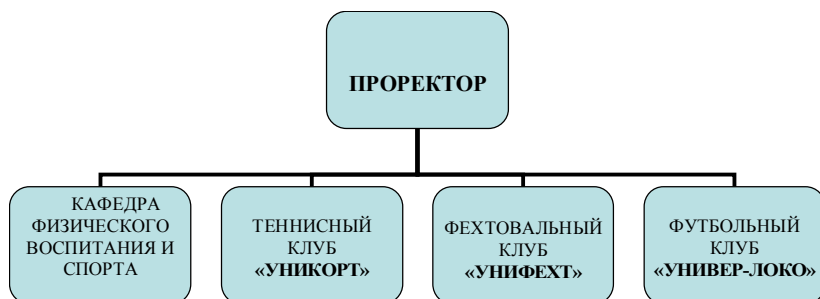 ПРОРЕКТОР
КАФЕДРА
ФИЗИЧЕСКОГО
ВОСПИТАНИЯ И
СПОРТА
ТЕННИСНЫЙ
КЛУБ
«УНИКОРТ»
ФЕХТОВАЛЬНЫЙ
КЛУБ
«УНИФЕХТ»
ФУТБОЛЬНЫЙ
КЛУБ
«УНИВЕР-ЛОКО»